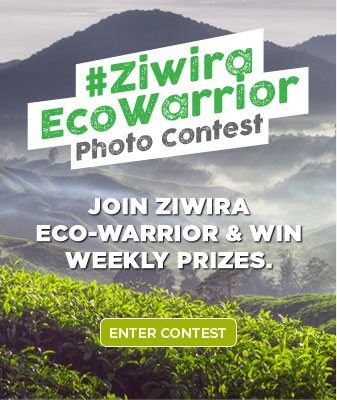 #Ziwira
EcoWarrior
Photo Contest
JOIN ZIWIRA
ECO-WARRIOR & WIN
WEEKLY PRIZES.
ENTER CONTEST